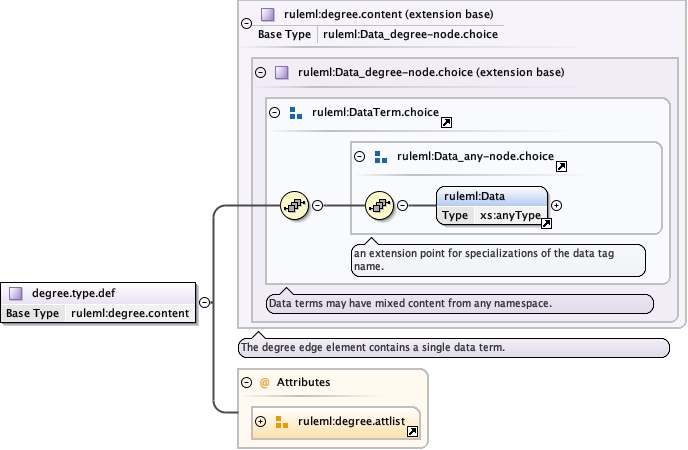 ruleml:degree.content (extension base)
Base Type ruleml:Data_degree-node.choice
ruleml:Data_degree-node.choice (extension base)
ruleml:DataTerm.choice
ruleml:Data_any-node.choice
ruleml:Data
Type xs:anyType
an extension point for specializations of the data tag
name.
degree.type.def
Base Type ruleml:degree.content
Data terms may have mixed content from any namespace.
The degree edge element contains a single data term.
@ Attributes
ruleml:degree.attlist